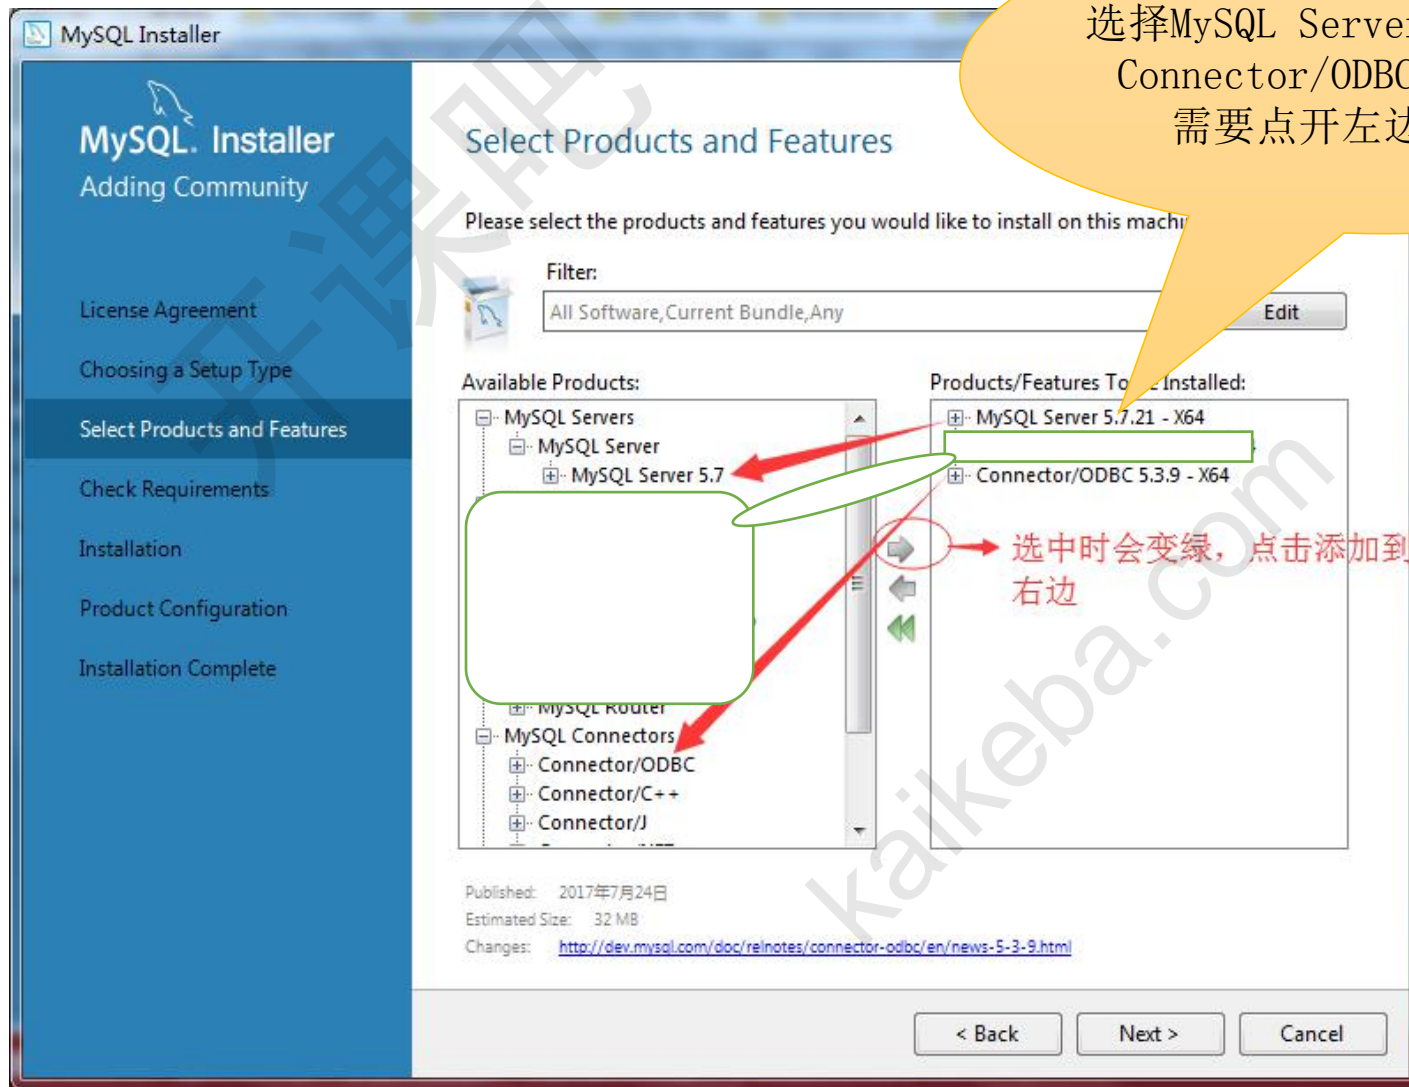 MySQL Installer
选择MySQL Server
Connector/ODBC
需要点开左边
MySQL. Installer
Adding Community
License Agreement
Choosing a Setup Type
Select Products and Features
Check Requirements
Installation
Product Configuration
Installation Complete
Select Products and Features
Please select the products and features you would like to install on this machi
Filter:
All Software,Current Bundle,Any
Edit
Available Products:
MySQL Servers
MySQL Server
MySQL Server 5.7
MySQL Router
MySQL Connectors
Connector/ODBC
Connector/C++
Connector/J
Products/Features To Installed:
MySQL Server 5.7.21 - X64
Connector/ODBC 5.3.9 - X64
选中时会变绿，点击添加到
右边
Published: 2017年7月24日
Estimated Size: 32 MB
Changes: http://dev.mysql.com/doc/relnotes/connector-odbc/en/news-5-3-9.html
< Back
Next >
Cancel
开课吧
kaikeba.com